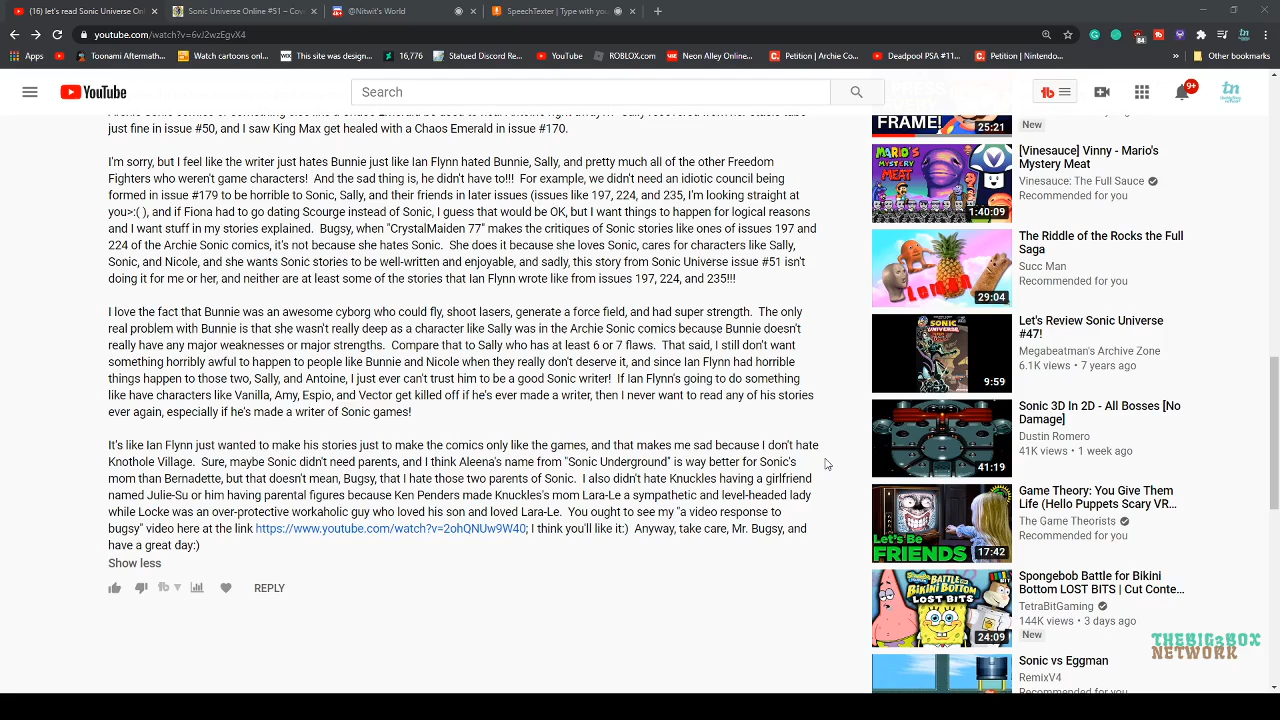 (16) let's read Sonic Universe Onl
Sonic Universe Online #51 – Cove
@Nitwit's World
SpeechTexter | Type with you
youtube.com/watch?v=6vJ2wzEgvX4
Apps
Toonami Aftermath...
Watch cartoons onl...
This site was design...
16,776
Statued Discord Re...
YouTube
ROBLOX.com
Neon Alley Online...
Petition | Archie So...
Deadpool PSA #11...
Petition | Nintendo...
Other bookmarks
YouTube
Search
9+
just fine in issue #50, and I saw King Max get healed with a Chaos Emerald in issue #170.
I'm sorry, but I feel like the writer just hates Bunnie just like Ian Flynn hated Bunnie, Sally, and pretty much all of the other Freedom
Fighters who weren't game characters! And the sad thing is, he didn't have to!!! For example, we didn't need an idiotic council being
formed in issue #179 to be horrible to Sonic, Sally, and their friends in later issues (issues like 197, 224, and 235, I'm looking straight at
you>:( ), and if Fiona had to go dating Scourge instead of Sonic, I guess that would be OK, but I want things to happen for logical reasons
and I want stuff in my stories explained. Bugsy, when "CrystalMaiden 77" makes the critiques of Sonic stories like ones of issues 197 and
224 of the Archie Sonic comics, it's not because she hates Sonic. She does it because she loves Sonic, cares for characters like Sally,
Sonic, and Nicole, and she wants Sonic stories to be well-written and enjoyable, and sadly, this story from Sonic Universe issue #51 isn't
doing it for me or her, and neither are at least some of the stories that Ian Flynn wrote like from issues 197, 224, and 235!!!
I love the fact that Bunnie was an awesome cyborg who could fly, shoot lasers, generate a force field, and had super strength. The only
real problem with Bunnie is that she wasn't really deep as a character like Sally was in the Archie Sonic comics because Bunnie doesn't
really have any major weaknesses or major strengths. Compare that to Sally who has at least 6 or 7 flaws. That said, I still don't want
something horribly awful to happen to people like Bunnie and Nicole when they really don't deserve it, and since Ian Flynn had horrible
things happen to those two, Sally, and Antoine, I just ever can't trust him to be a good Sonic writer! If Ian Flynn's going to do something
like have characters like Vanilla, Amy, Espio, and Vector get killed off if he's ever made a writer, then I never want to read any of his stories
ever again, especially if he's made a writer of Sonic games!
It's like Ian Flynn just wanted to make his stories just to make the comics only like the games, and that makes me sad because I don't hate
Knothole Village. Sure, maybe Sonic didn't need parents, and I think Aleena's name from "Sonic Underground" is way better for Sonic's
mom than Bernadette, but that doesn't mean, Bugsy, that I hate those two parents of Sonic. I also didn't hate Knuckles having a girlfriend
named Julie-Su or him having parental figures because Ken Penders made Knuckles's mom Lara-Le a sympathetic and level-headed lady
while Locke was an over-protective workaholic guy who loved his son and loved Lara-Le. You ought to see my "a video response to
bugsy" video here at the link https://www.youtube.com/watch?v=2ohQNUw9W40; I think you'll like it:) Anyway, take care, Mr. Bugsy, and
have a great day:)
Show less
REPLY
PRESS
EVERY
FRAME!
25:21
New
MARIO'S MYSTERY MEAT
1:40:09
[Vinesauce] Vinny - Mario's
Mystery Meat
Vinesauce: The Full Sauce
Recommended for you
29:04
The Riddle of the Rocks the Full
Saga
Succ Man
Recommended for you
SONIC
UNIVERSE
9:59
Let's Review Sonic Universe
#47!
Megabeatman's Archive Zone
6.1K views • 7 years ago
41:19
Sonic 3D In 2D - All Bosses [No
Damage]
Dustin Romero
41K views • 1 week ago
Let's BE
FRIENDS
17:42
Game Theory: You Give Them
Life (Hello Puppets Scary VR...
The Game Theorists
Recommended for you
BATTLE FOR BIKINI BOTTOM
LOST BITS
24:09
Spongebob Battle for Bikini
Bottom LOST BITS | Cut Conte...
TetraBitGaming
144K views • 3 days ago
New
Sonic vs Eggman
RemixV4
Recommended for you
THEBIG2BOX
NETWORK